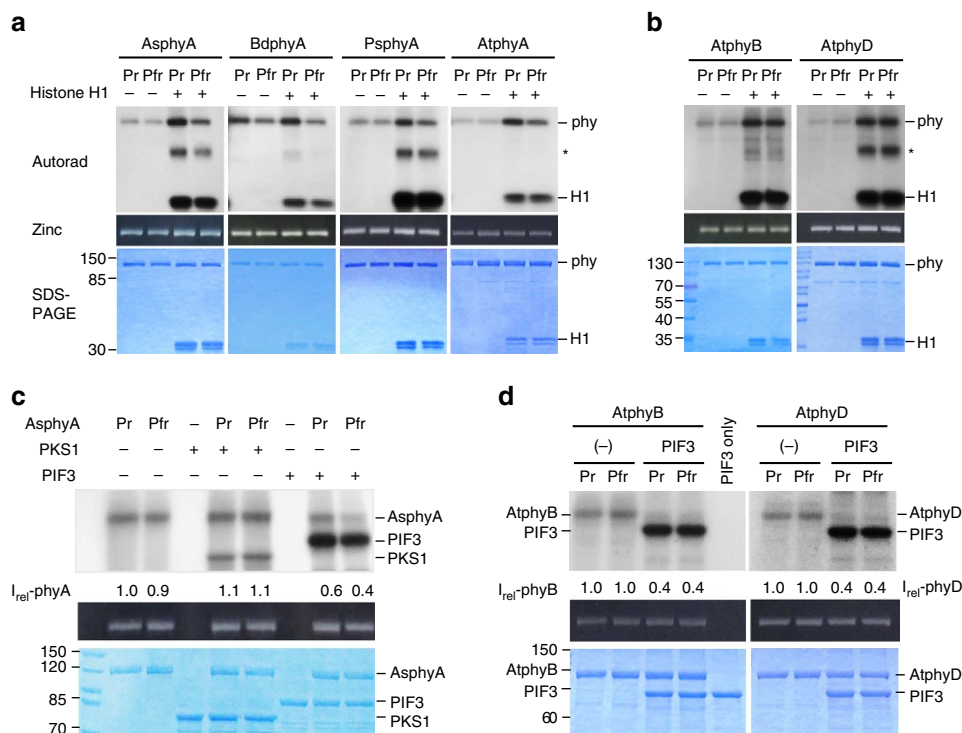 a
AsphyA BdphyA PsphyA AtphyA
Pr Pfr Pr Pfr Pr Pfr Pr Pfr Pr Pfr Pr Pfr Pr Pfr Pr Pfr
Histone H1 – – + + – – + + – – + + – – + +
Autorad
phy
*
H1
Zinc
150
85
SDS-
PAGE
30
phy
H1
b
AtphyB AtphyD
Pr Pfr Pr Pfr Pr Pfr Pr Pfr
– – + + – – + +
phy
*
H1
130
70
55
40
35
phy
H1
c
AsphyA Pr Pfr – Pr Pfr – Pr Pfr
PKS1 – – + + + – – –
PIF3 – – – – – + + +
AsphyA
PIF3
PKS1
Irel-phyA 1.0 0.9 1.1 1.1 0.6 0.4
150
120
85
70
AsphyA
PIF3
PKS1
d
AtphyB PIF3 only AtphyD
(–) PIF3 (–) PIF3
Pr Pfr Pr Pfr Pr Pfr Pr Pfr
AtphyB
PIF3
AtphyD
PIF3
Irel-phyB 1.0 1.0 0.4 0.4 1.0 1.0 0.4 0.4 Irel-phyD
150
AtphyB
PIF3
60
AtphyD
PIF3